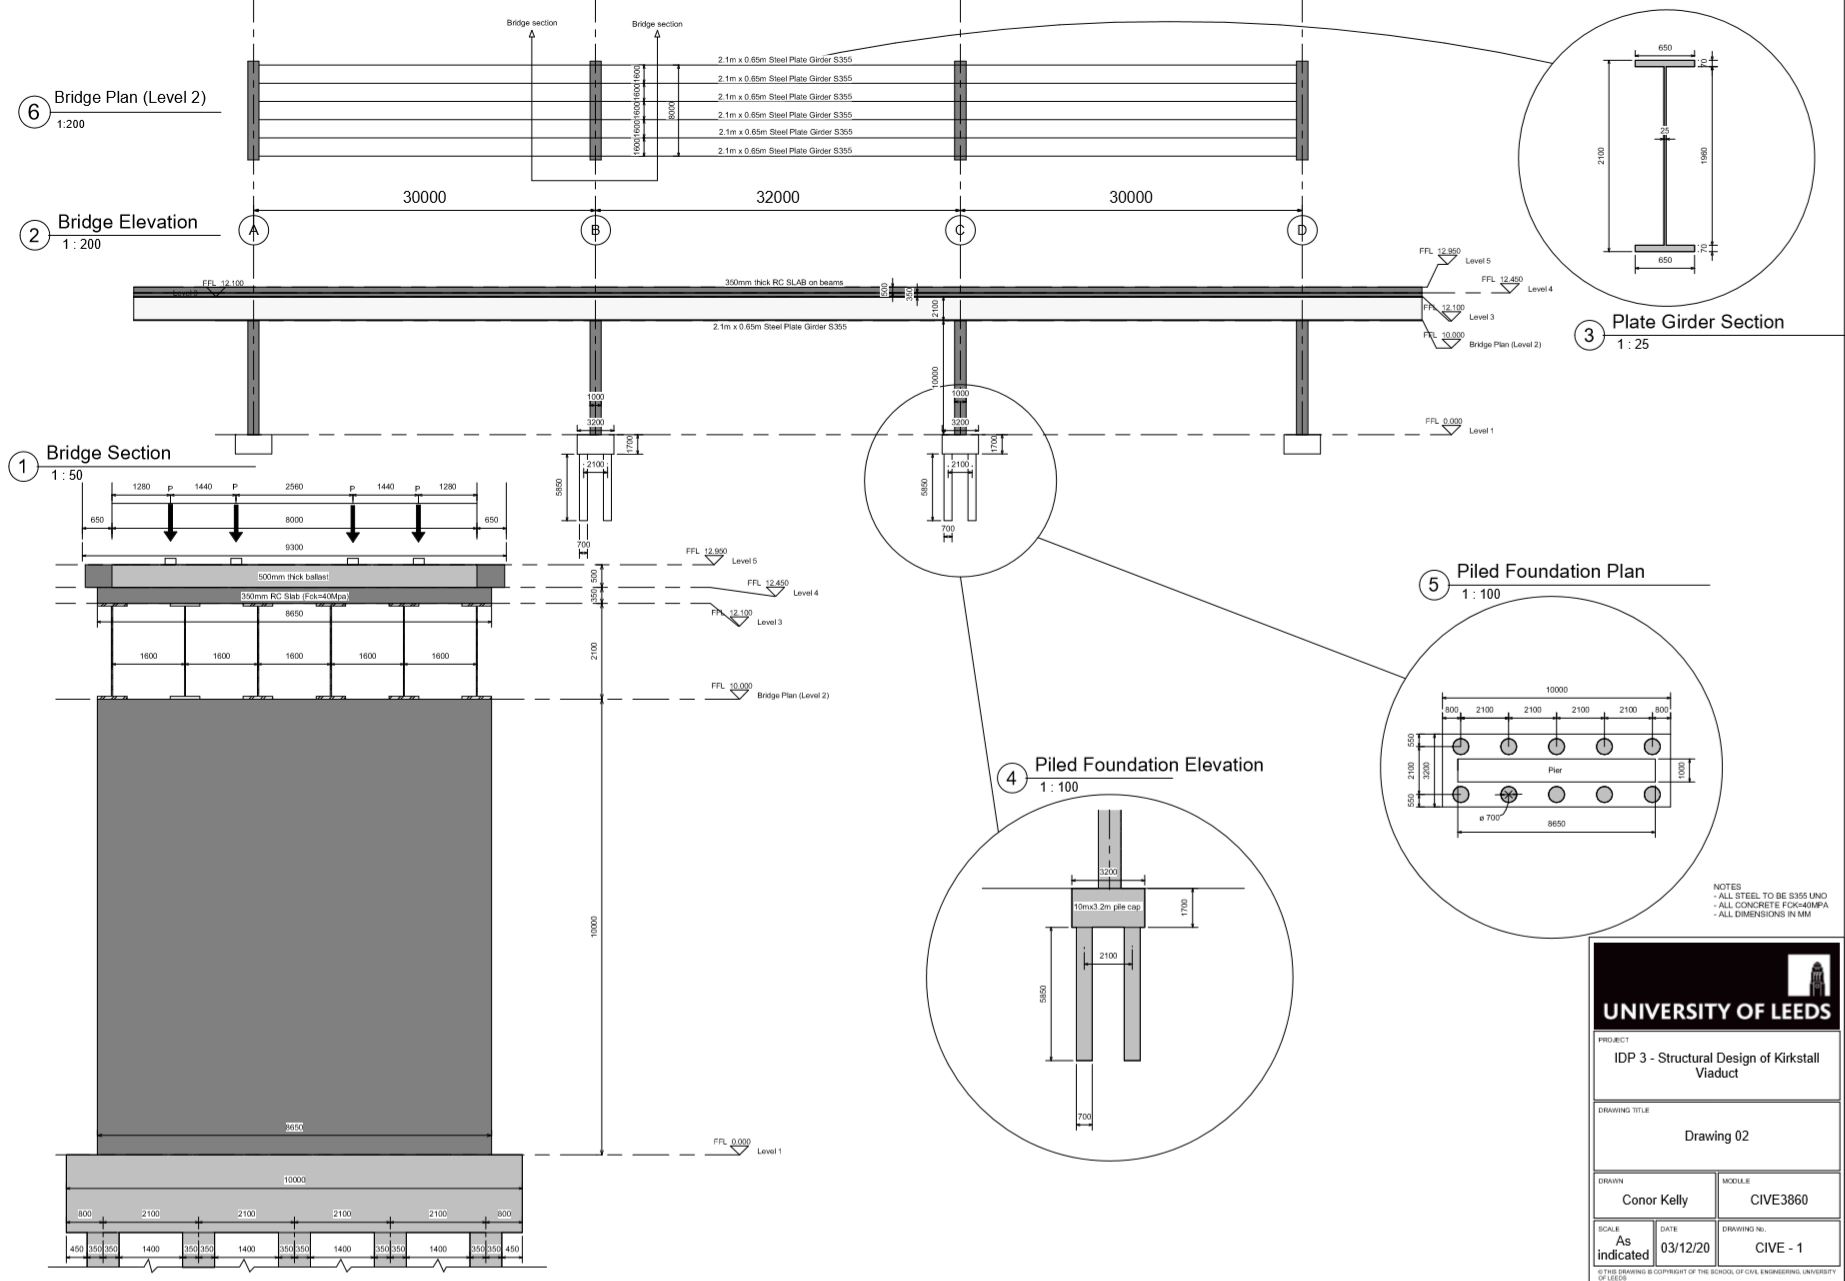 Bridge section
Bridge section
6
Bridge Plan (Level 2)
1:200
2.1m x 0.65m Steel Plate Girder S355
2.1m x 0.65m Steel Plate Girder S355
2.1m x 0.65m Steel Plate Girder S355
2.1m x 0.65m Steel Plate Girder S355
2.1m x 0.65m Steel Plate Girder S355
2.1m x 0.65m Steel Plate Girder S355
1600
1600
1600
1600
1600
8000
30000
32000
30000
2
Bridge Elevation
1 : 200
A
B
C
D
FFL 12.100
Level 3
350mm thick RC SLAB on beams
500
350
2100
2.1m x 0.65m Steel Plate Girder S355
FFL 12.950
Level 5
FFL 12.450
Level 4
FFL 12.100
Level 3
FFL 10.000
Bridge Plan (Level 2)
10000
FFL 0.000
Level 1
1000
3200
1700
2100
5850
700
1000
3200
1700
2100
5850
700
650
70
2100
25
1960
70
650
3
Plate Girder Section
1 : 25
1
Bridge Section
1 : 50
1280
P
1440
P
2560
P
1440
P
1280
650
8000
650
9300
500mm thick ballast
350mm RC Slab (Fck=40Mpa)
8650
1600
1600
1600
1600
1600
500
350
2100
10000
FFL 12.950
Level 5
FFL 12.450
Level 4
FFL 12.100
Level 3
FFL 10.000
Bridge Plan (Level 2)
8650
FFL 0.000
Level 1
10000
800
2100
2100
2100
2100
800
450
350
350
1400
350
350
1400
350
350
1400
350
350
1400
350
350
450
4
Piled Foundation Elevation
1 : 100
3200
10mx3.2m pile cap
1700
2100
5850
700
5
Piled Foundation Plan
1 : 100
10000
800
2100
2100
2100
2100
800
550
2100
550
3200
Pier
1000
ø 700
8650
NOTES
- ALL STEEL TO BE S355 UNO
- ALL CONCRETE FCK=40MPA
- ALL DIMENSIONS IN MM
UNIVERSITY OF LEEDS
PROJECT
IDP 3 - Structural Design of Kirkstall
Viaduct
DRAWING TITLE
Drawing 02
DRAWN
Conor Kelly
MODULE
CIVE3860
SCALE
As
indicated
DATE
03/12/20
DRAWING No.
CIVE - 1
© THIS DRAWING IS COPYRIGHT OF THE SCHOOL OF CIVIL ENGINEERING, UNIVERSITY
OF LEEDS